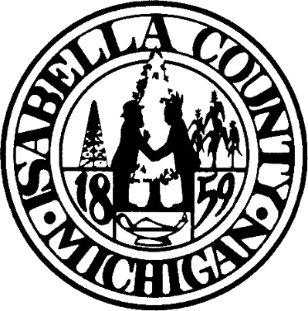 ISABELLA COUNTY
18 59
• MICHIGAN •